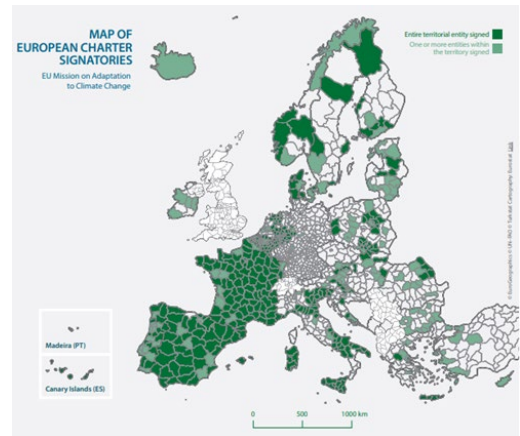 MAP OF
EUROPEAN CHARTER
SIGNATORIES
EU Mission on Adaptation
to Climate Change
Entire territorial entity signed
One or more entities within
the territory signed
Madeira (PT)
Canary Islands (ES)
0 500 1000 km